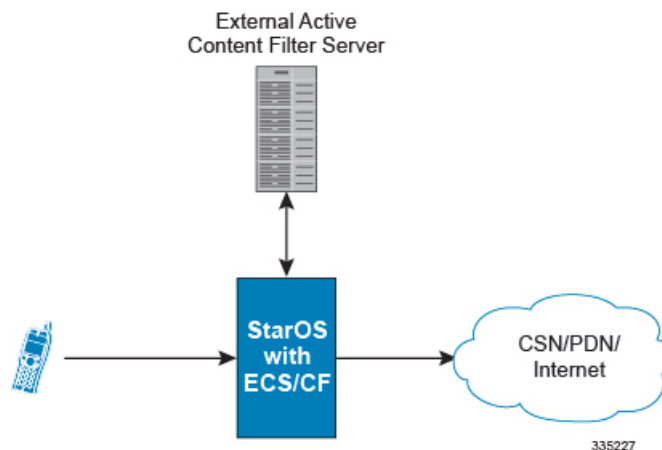 External Active
Content Filter Server
StarOS
with
ECS/CF
CSN/PDN/
Internet
335227